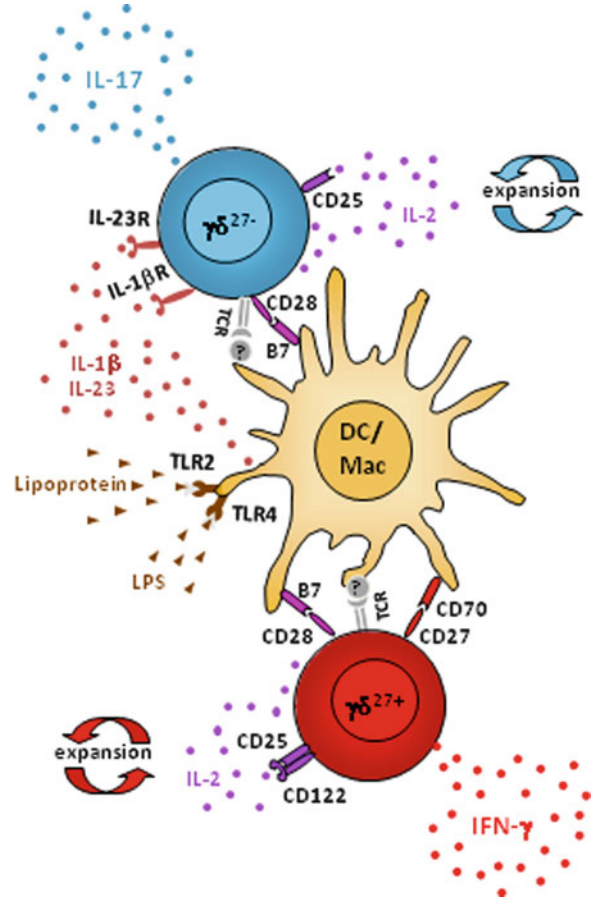 IL-17
γδ27-
CD25
IL-2
expansion
IL-23R
IL-1βR
TCR
CD28
B7
?
IL-1β
IL-23
DC/
Mac
TLR2
Lipoprotein
TLR4
LPS
B7
CD28
?
TCR
CD70
CD27
γδ27+
expansion
CD25
IL-2
CD122
IFN-γ